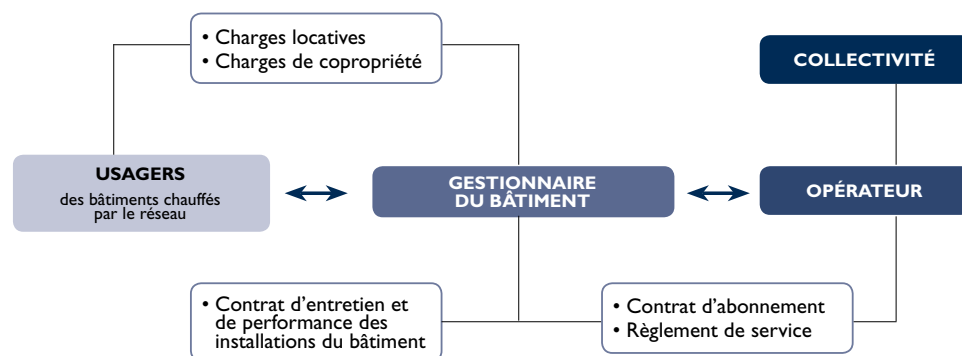 • Charges locatives
• Charges de copropriété
COLLECTIVITÉ
USAGERS
des bâtiments chauffés
par le réseau
GESTIONNAIRE
DU BÂTIMENT
OPÉRATEUR
• Contrat d’entretien et
de performance des
installations du bâtiment
• Contrat d’abonnement
• Règlement de service